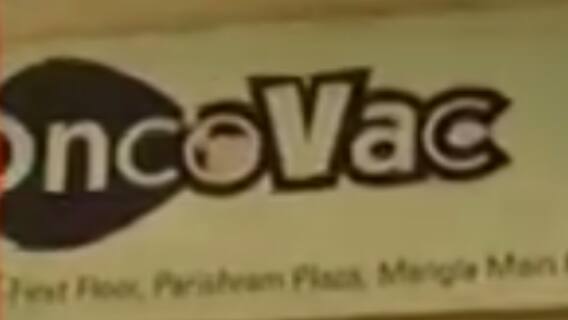 OncoVac
First Floor, Parishram Plaza, Mangla Main